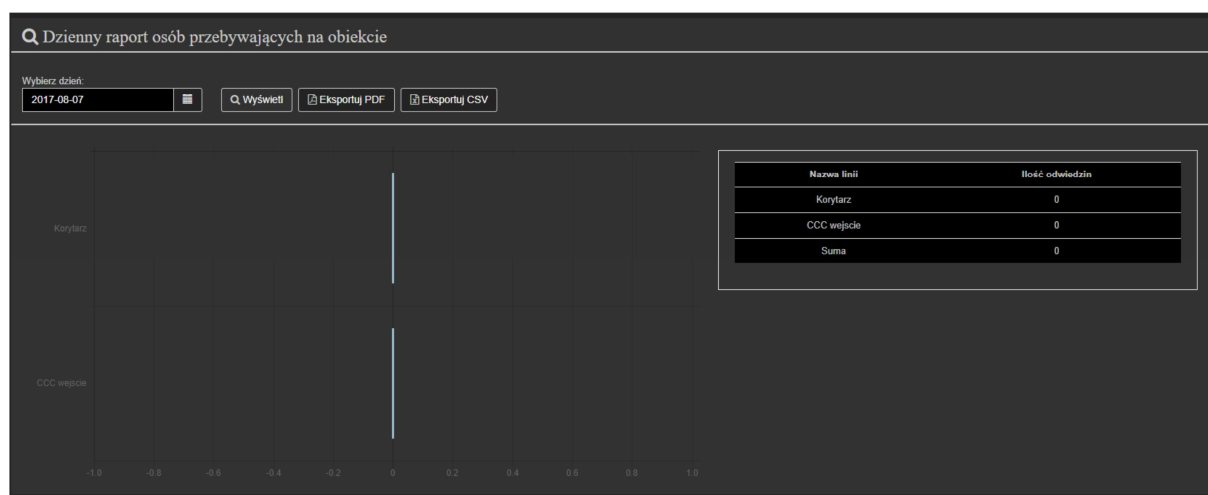 Dzienny raport osób przebywających na obiekcie
Wybierz dzień:
2017-08-07
Wyświetl
Eksportuj PDF
Eksportuj CSV
Korytarz
CCC wejscie
-1.0 -0.8 -0.6 -0.4 -0.2 0 0.2 0.4 0.6 0.8 1.0
Nazwa linii Ilość odwiedzin
Korytarz 0
CCC wejscie 0
Suma 0